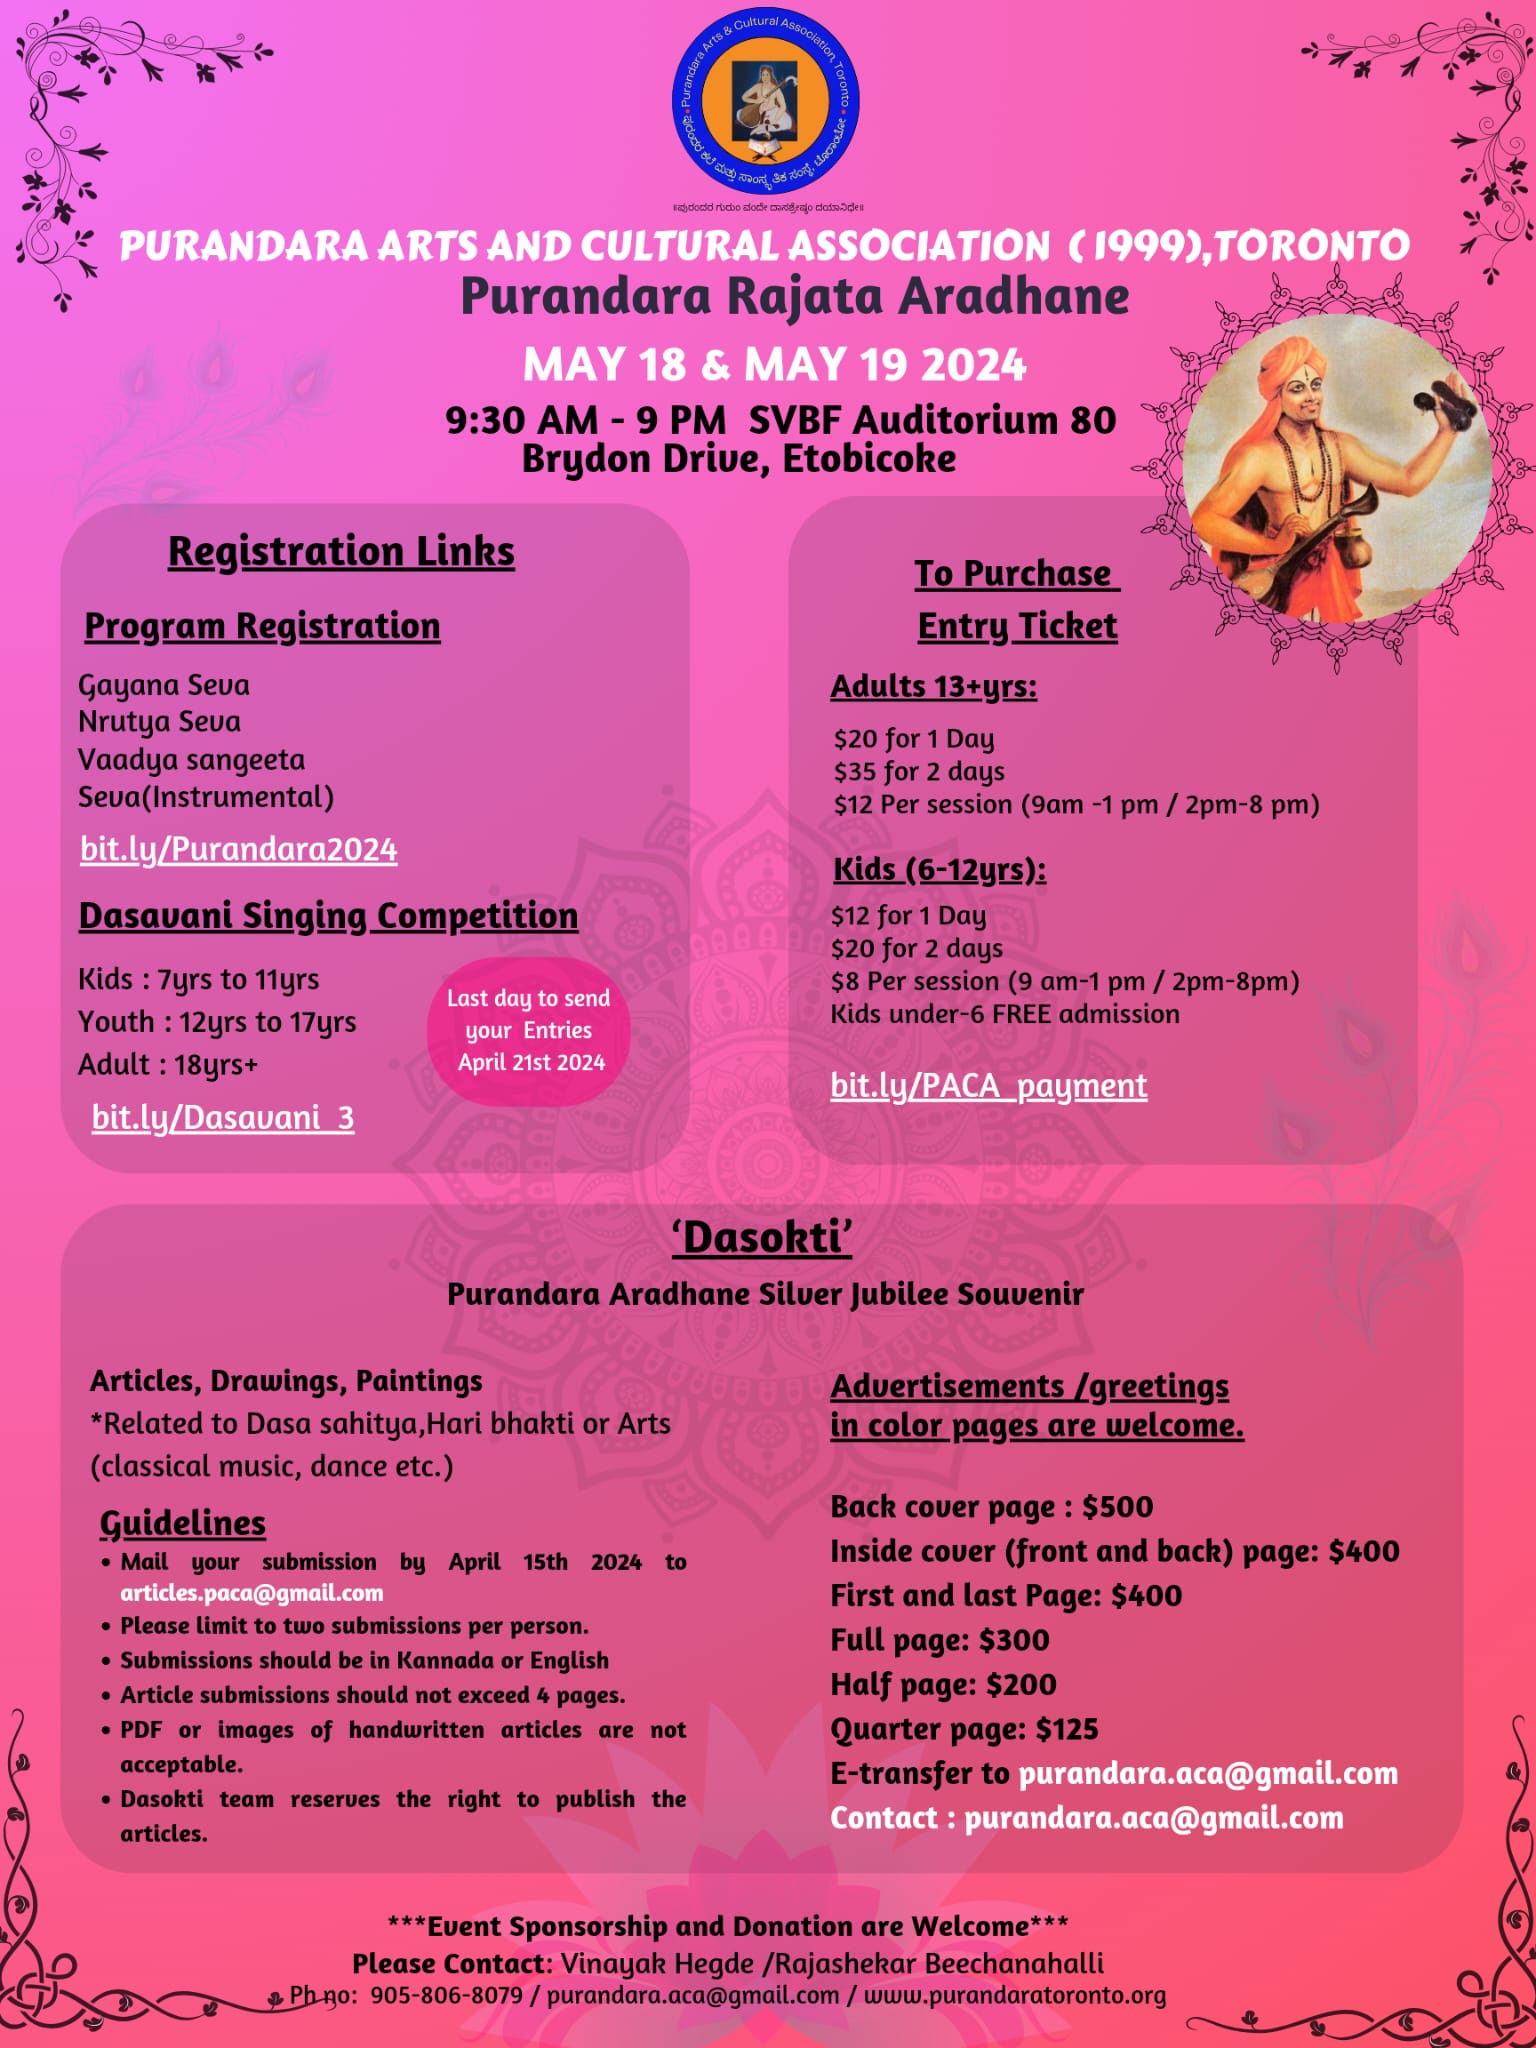 Purandara Arts & Cultural Association, Toronto
ಪುರಂದರ ಕಲೆ ಮತ್ತು ಸಾಂಸ್ಕೃತಿಕ ಸಂಸ್ಥೆ, ಟೊರಾಂಟೋ
॥ಪುರಂದರ ಗುರುಂ ವಂದೇ ದಾಸಶ್ರೇಷ್ಠಂ ದಯಾನಿಧೇ॥
PURANDARA ARTS AND CULTURAL ASSOCIATION ( 1999),TORONTO
Purandara Rajata Aradhane
MAY 18 & MAY 19 2024
9:30 AM - 9 PM SVBF Auditorium 80
Brydon Drive, Etobicoke
Registration Links
Program Registration
Gayana Seva
Nrutya Seva
Vaadya sangeeta
Seva(Instrumental)
bit.ly/Purandara2024
Dasavani Singing Competition
Kids : 7yrs to 11yrs
Youth : 12yrs to 17yrs
Adult : 18yrs+
Last day to send
your Entries
April 21st 2024
bit.ly/Dasavani_3
To Purchase
Entry Ticket
Adults 13+yrs:
$20 for 1 Day
$35 for 2 days
$12 Per session (9am -1 pm / 2pm-8 pm)
Kids (6-12yrs):
$12 for 1 Day
$20 for 2 days
$8 Per session (9 am-1 pm / 2pm-8pm)
Kids under-6 FREE admission
bit.ly/PACA_payment
‘Dasokti’
Purandara Aradhane Silver Jubilee Souvenir
Articles, Drawings, Paintings
*Related to Dasa sahitya,Hari bhakti or Arts
(classical music, dance etc.)
Guidelines
• Mail your submission by April 15th 2024 to
articles.paca@gmail.com
• Please limit to two submissions per person.
• Submissions should be in Kannada or English
• Article submissions should not exceed 4 pages.
• PDF or images of handwritten articles are not
acceptable.
• Dasokti team reserves the right to publish the
articles.
Advertisements /greetings
in color pages are welcome.
Back cover page : $500
Inside cover (front and back) page: $400
First and last Page: $400
Full page: $300
Half page: $200
Quarter page: $125
E-transfer to purandara.aca@gmail.com
Contact : purandara.aca@gmail.com
***Event Sponsorship and Donation are Welcome***
Please Contact: Vinayak Hegde /Rajashekar Beechanahalli
Ph no: 905-806-8079 / purandara.aca@gmail.com / www.purandaratoronto.org